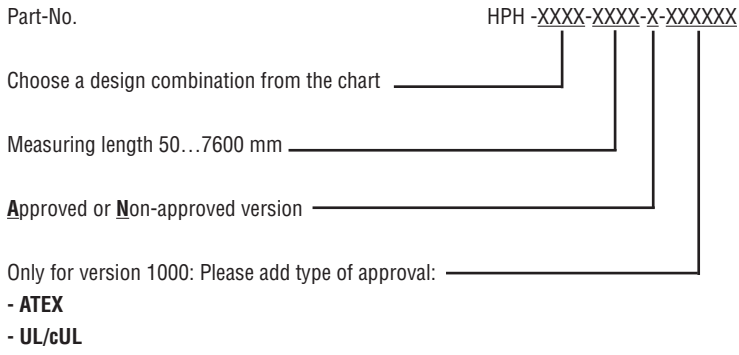 Part-No. HPH -XXXX-XXXX-X-XXXXXX
Choose a design combination from the chart
Measuring length 50…7600 mm
Approved or Non-approved version
Only for version 1000: Please add type of approval:
- ATEX
- UL/cUL